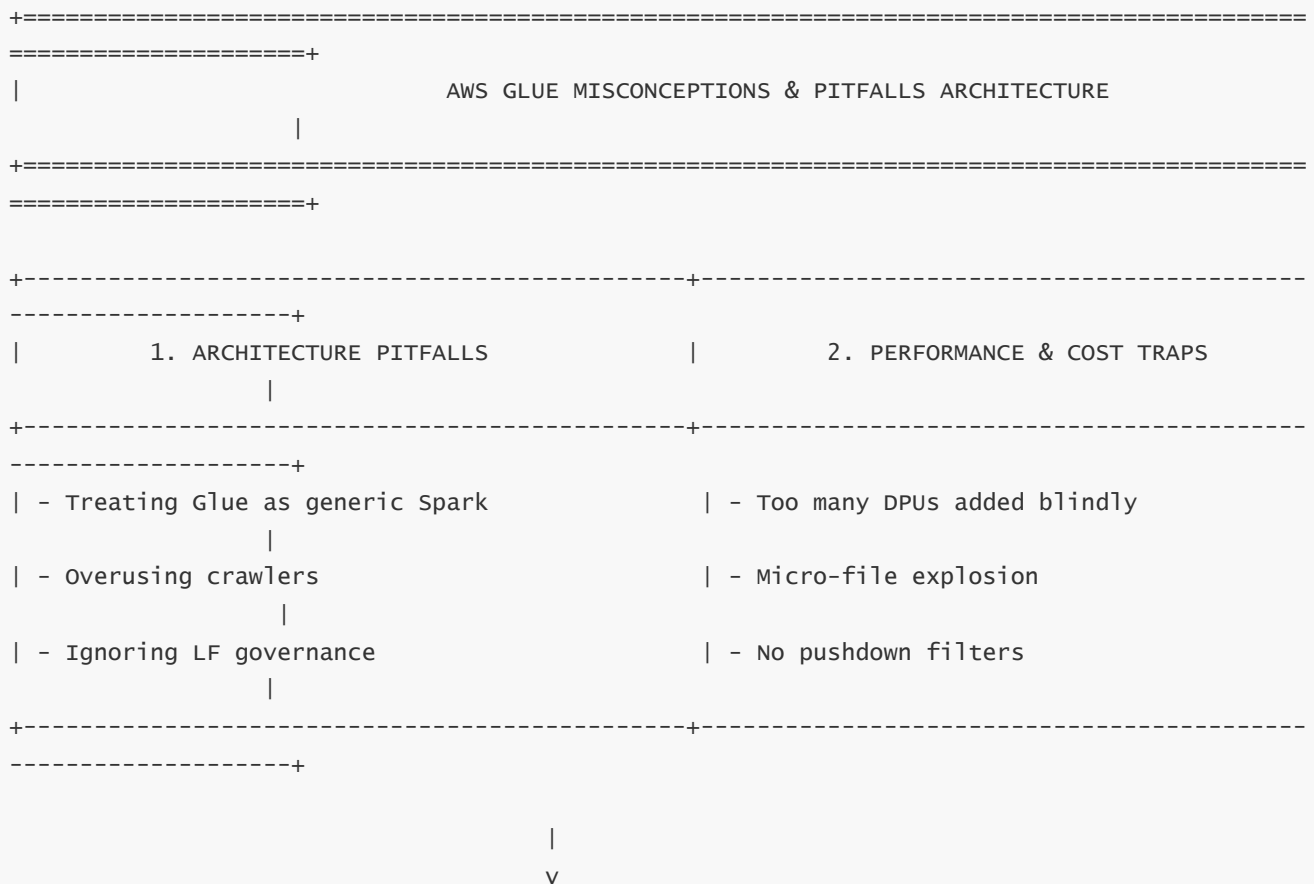 +===========================================================================================
=====================+
| AWS GLUE MISCONCEPTIONS & PITFALLS ARCHITECTURE
|
+===========================================================================================
=====================+
+-----------------------------------------------+-------------------------------------------
--------------------+
| 1. ARCHITECTURE PITFALLS | 2. PERFORMANCE & COST TRAPS
|
+-----------------------------------------------+-------------------------------------------
--------------------+
| - Treating Glue as generic Spark | - Too many DPUs added blindly
|
| - Overusing crawlers | - Micro-file explosion
|
| - Ignoring LF governance | - No pushdown filters
|
+-----------------------------------------------+-------------------------------------------
--------------------+
|
v